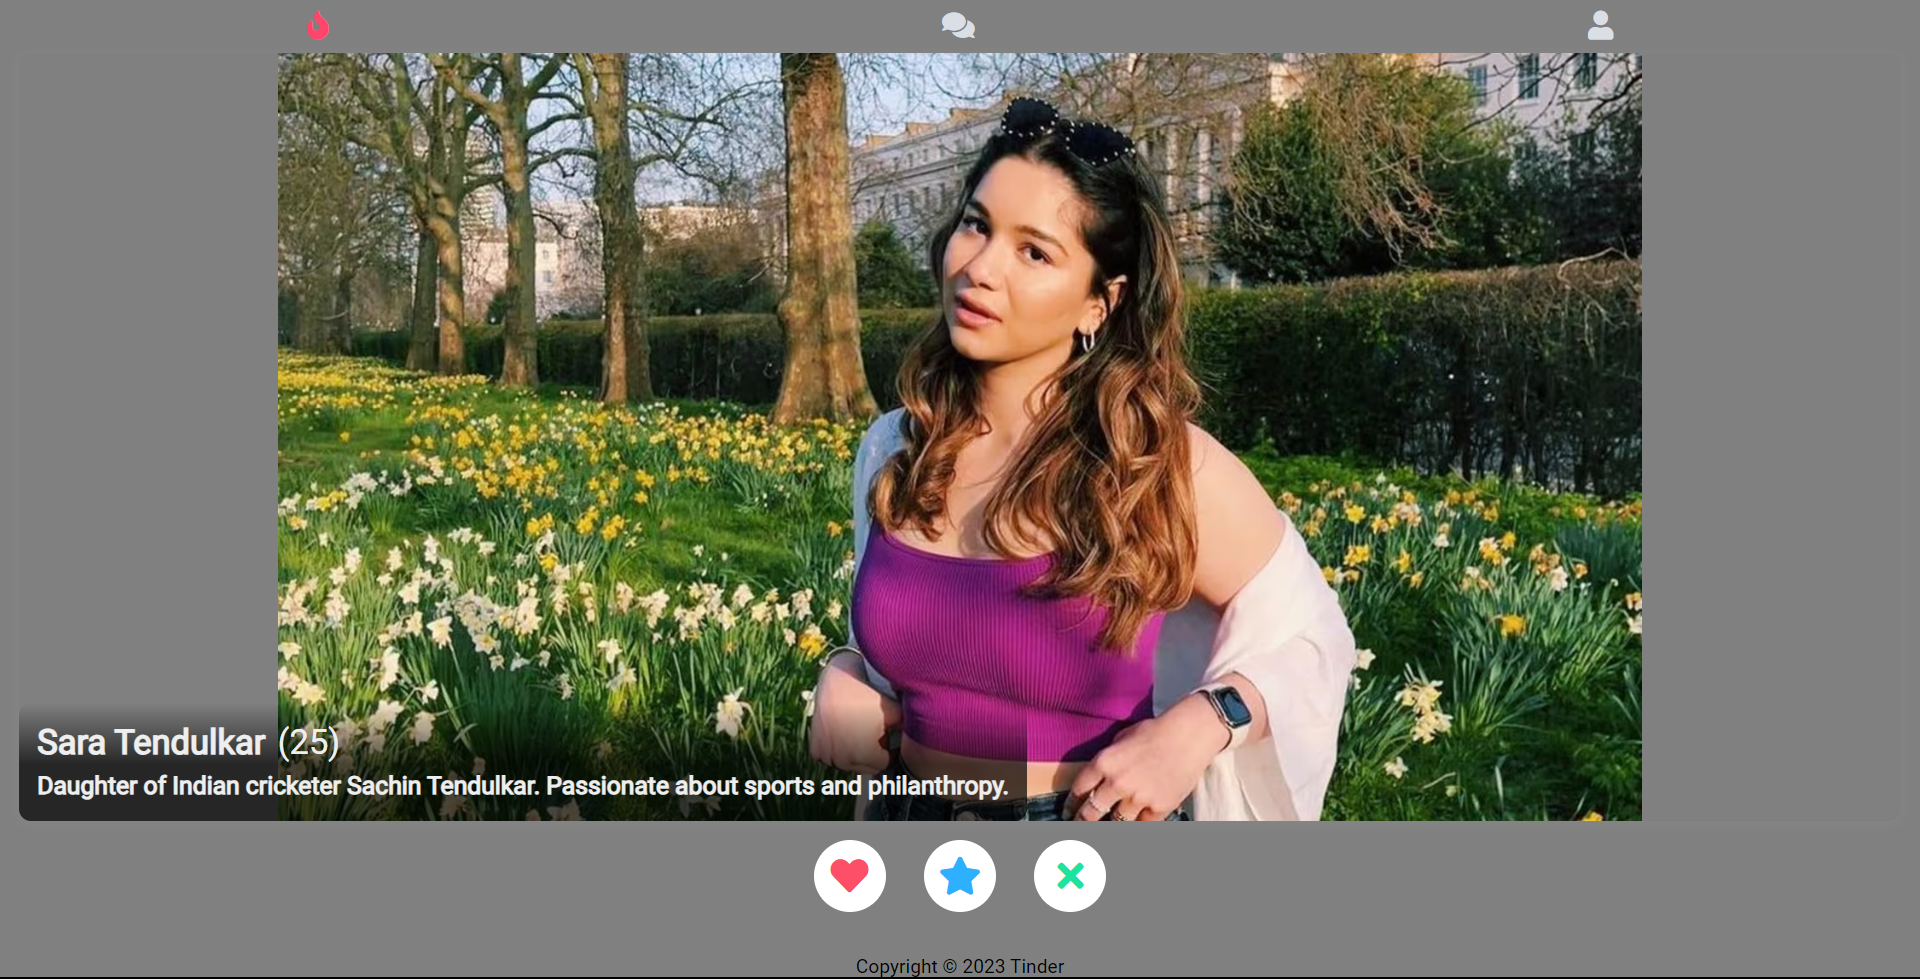 Sara Tendulkar (25)
Daughter of Indian cricketer Sachin Tendulkar. Passionate about sports and philanthropy.
Copyright © 2023 Tinder